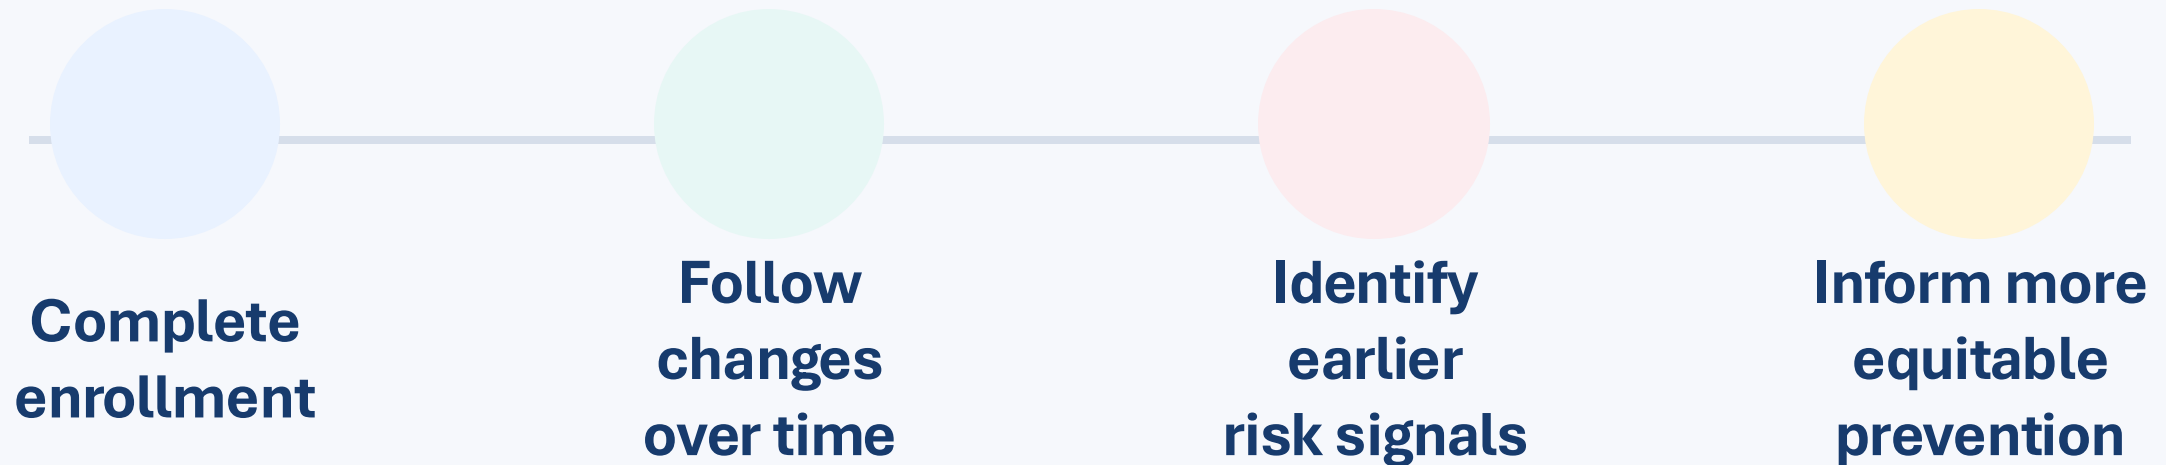 Complete
enrollment
Follow
changes
over time
Identify
earlier
risk signals
Inform more
equitable
prevention